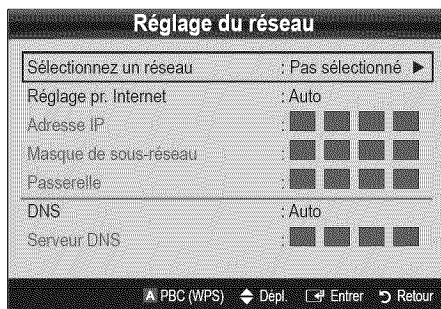 Réglage du réseau
Sélectionnez un réseau : Pas sélectionné ►
Réglage pr. Internet : Auto
Adresse IP :
Masque de sous-réseau :
Passerelle :
DNS : Auto
Serveur DNS :
A PBC (WPS) Dépl. Entrer Retour